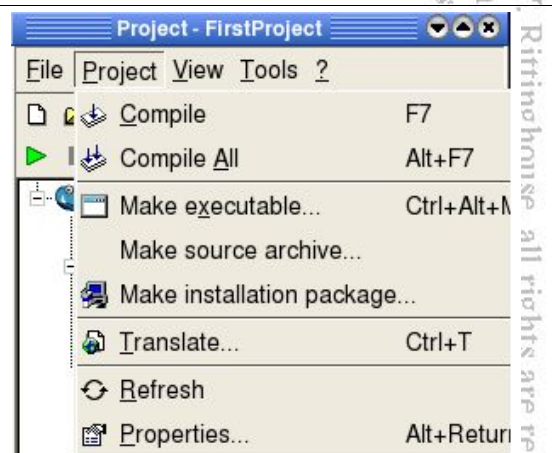 Project - FirstProject
File Project View Tools ?
Compile F7
Compile All Alt+F7
Make executable... Ctrl+Alt+M
Make source archive...
Make installation package...
Translate... Ctrl+T
Refresh
Properties... Alt+Retur
. Rittinghouse all rights are re